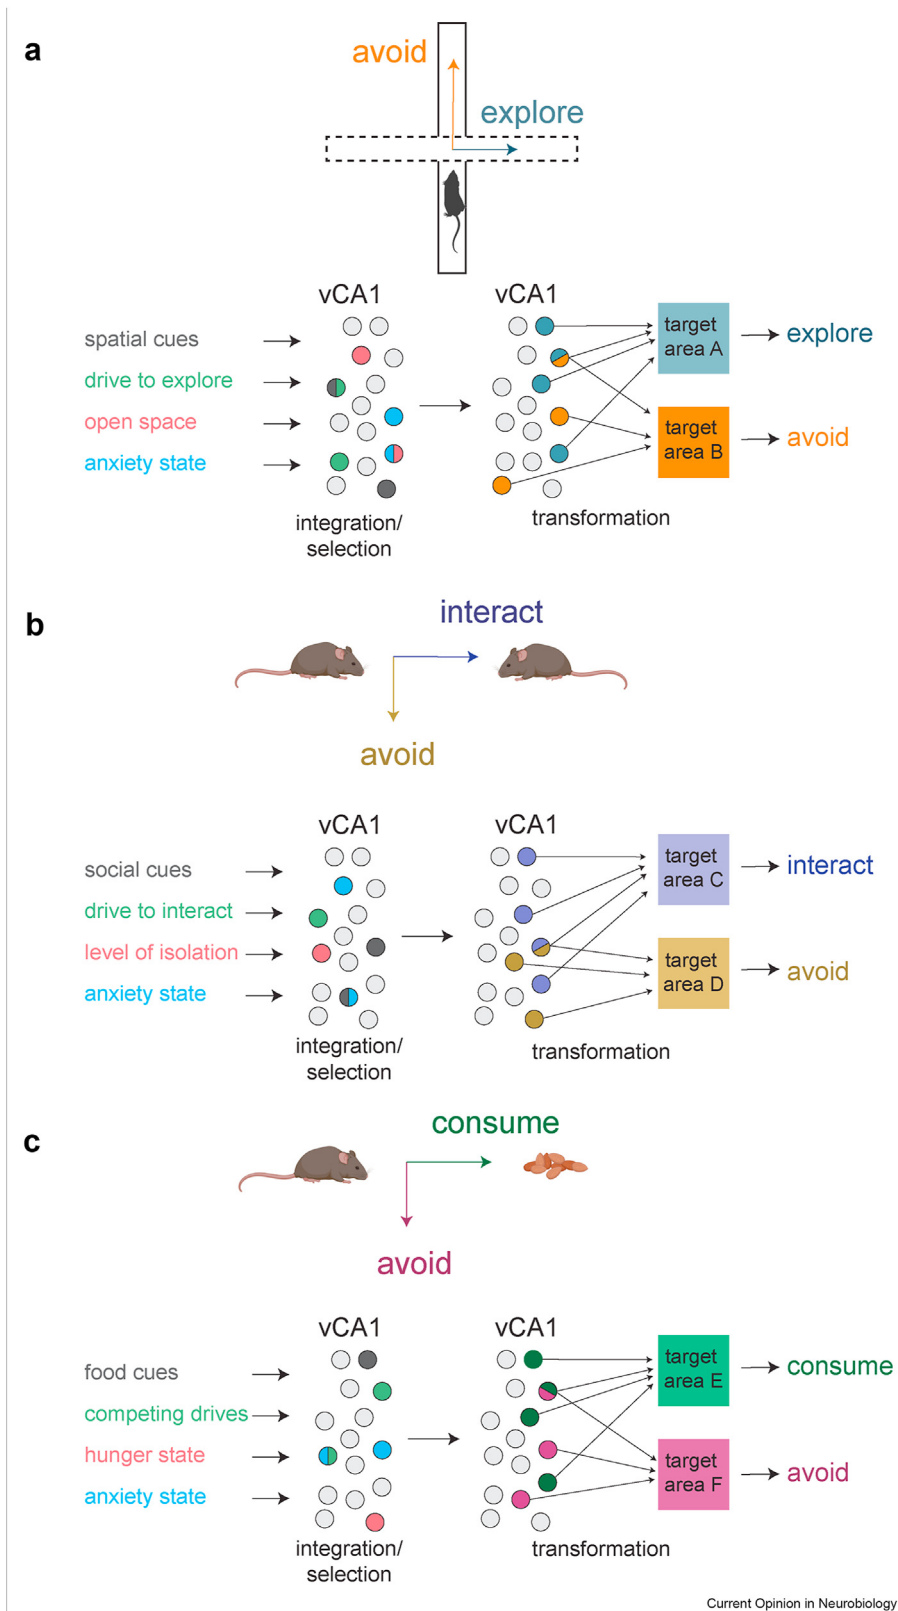 a
avoid
explore
vCA1
vCA1
spatial cues
drive to explore
open space
anxiety state
integration/
selection
target
area A
explore
target
area B
avoid
transformation
b
interact
avoid
vCA1
vCA1
social cues
drive to interact
level of isolation
anxiety state
integration/
selection
target
area C
interact
target
area D
avoid
transformation
c
consume
avoid
vCA1
vCA1
food cues
competing drives
hunger state
anxiety state
integration/
selection
target
area E
consume
target
area F
avoid
transformation
Current Opinion in Neurobiology